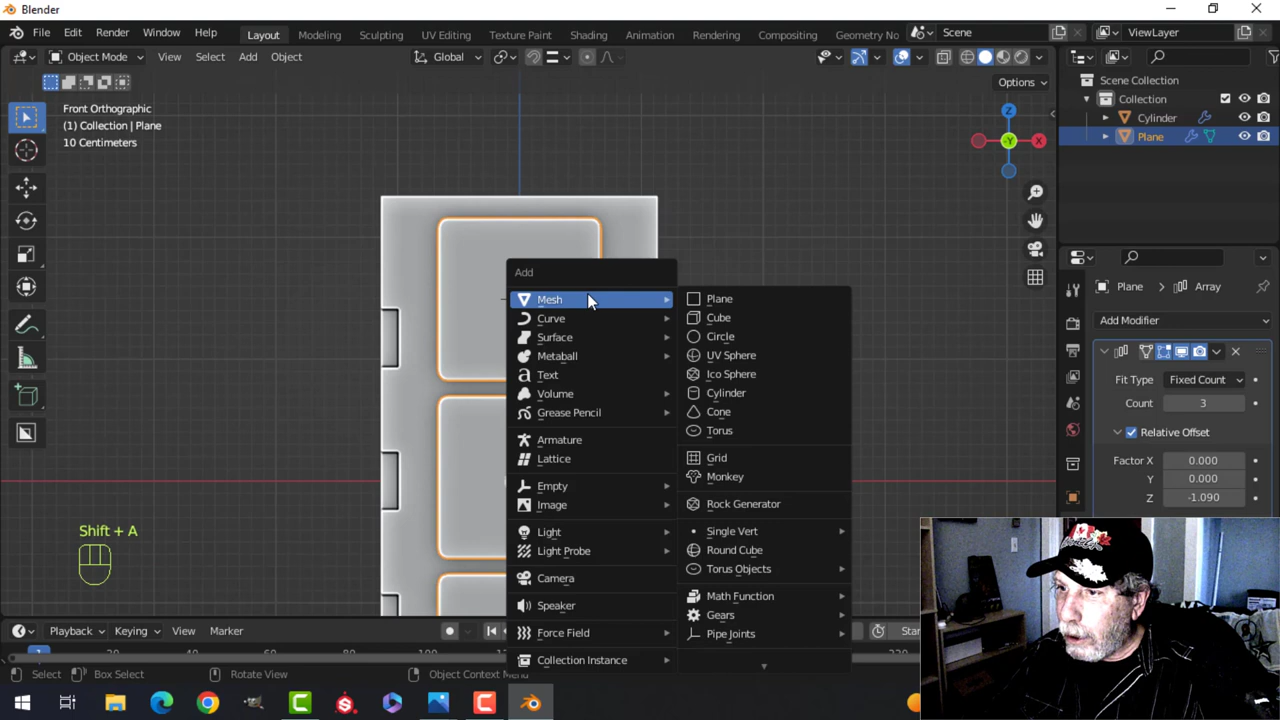 Blender
File Edit Render Window Help
Layout Modeling Sculpting UV Editing Texture Paint Shading Animation Rendering Compositing Geometry No
Scene
ViewLayer
Object Mode
View Select Add Object
Global
Options
Front Orthographic
(1) Collection | Plane
10 Centimeters
Z
X
-Y
Add
Mesh
Curve
Surface
Metaball
Text
Volume
Grease Pencil
Armature
Lattice
Empty
Image
Light
Light Probe
Camera
Speaker
Force Field
Collection Instance
Plane
Cube
Circle
UV Sphere
Ico Sphere
Cylinder
Cone
Torus
Grid
Monkey
Rock Generator
Single Vert
Round Cube
Torus Objects
Math Function
Gears
Pipe Joints
Shift + A
Scene Collection
Collection
Cylinder
Plane
Plane > Array
Add Modifier
Fit Type Fixed Count
Count 3
Relative Offset
Factor X 0.000
Y 0.000
Z -1.090
Playback Keying View Marker
Star
1
20
Select Box Select Rotate View Object Context Menu